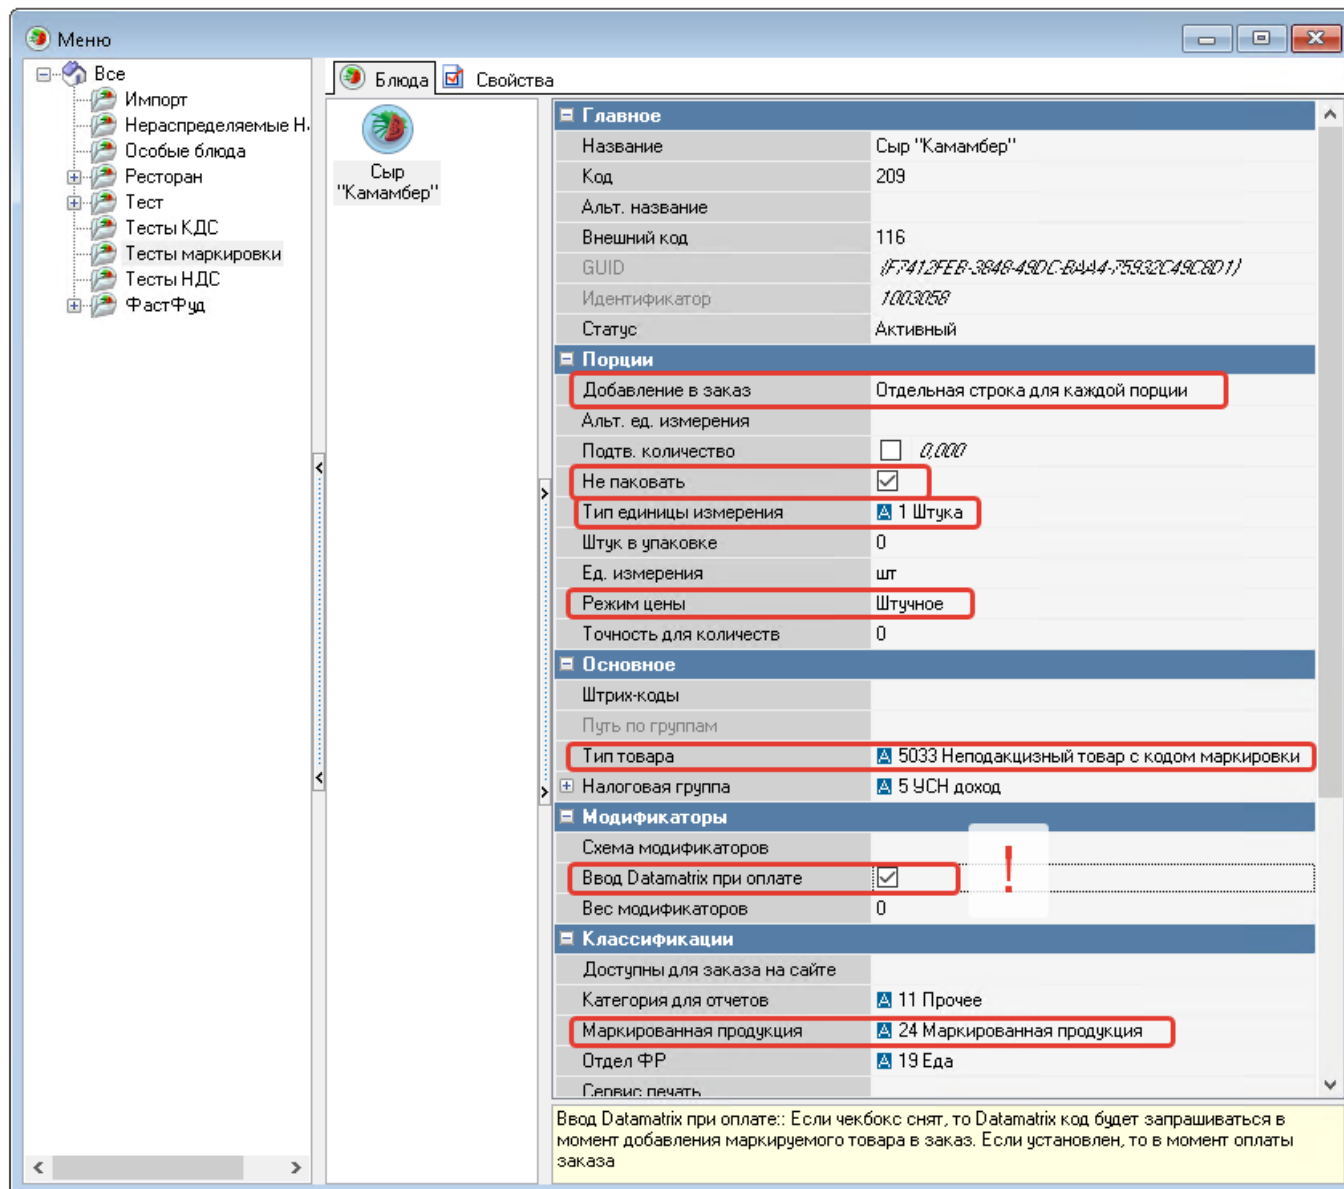 Меню
Все
Импорт
Нераспределяемые Н
Особые блюда
Ресторан
Тест
Тесты КДС
Тесты маркировки
Тесты НДС
ФастФуд
Блюда
Свойства
Сыр
"Камамбер"
Главное
Название Сыр "Камамбер"
Код 209
Альт. название
Внешний код 116
GUID {F7412FEB-3848-49DC-BAA4-75932C49C8D1}
Идентификатор 1003058
Статус Активный
Порции
Добавление в заказ Отдельная строка для каждой порции
Альт. ед. измерения
Подтв. количество 0,000
Не паковать
Тип единицы измерения A 1 Штука
Штук в упаковке 0
Ед. измерения шт
Режим цены Штучное
Точность для количеств 0
Основное
Штрих-коды
Путь по группам
Тип товара A 5033 Неподакцизный товар с кодом маркировки
Налоговая группа A 5 УСН доход
Модификаторы
Схема модификаторов
Ввод Datamatrix при оплате
!
Вес модификаторов 0
Классификации
Доступны для заказа на сайте
Категория для отчетов A 11 Прочее
Маркированная продукция A 24 Маркированная продукция
Отдел ФР A 19 Еда
Сервис печать
Ввод Datamatrix при оплате:: Если чекбокс снят, то Datamatrix код будет запрашиваться в
момент добавления маркируемого товара в заказ. Если установлен, то в момент оплаты
заказа